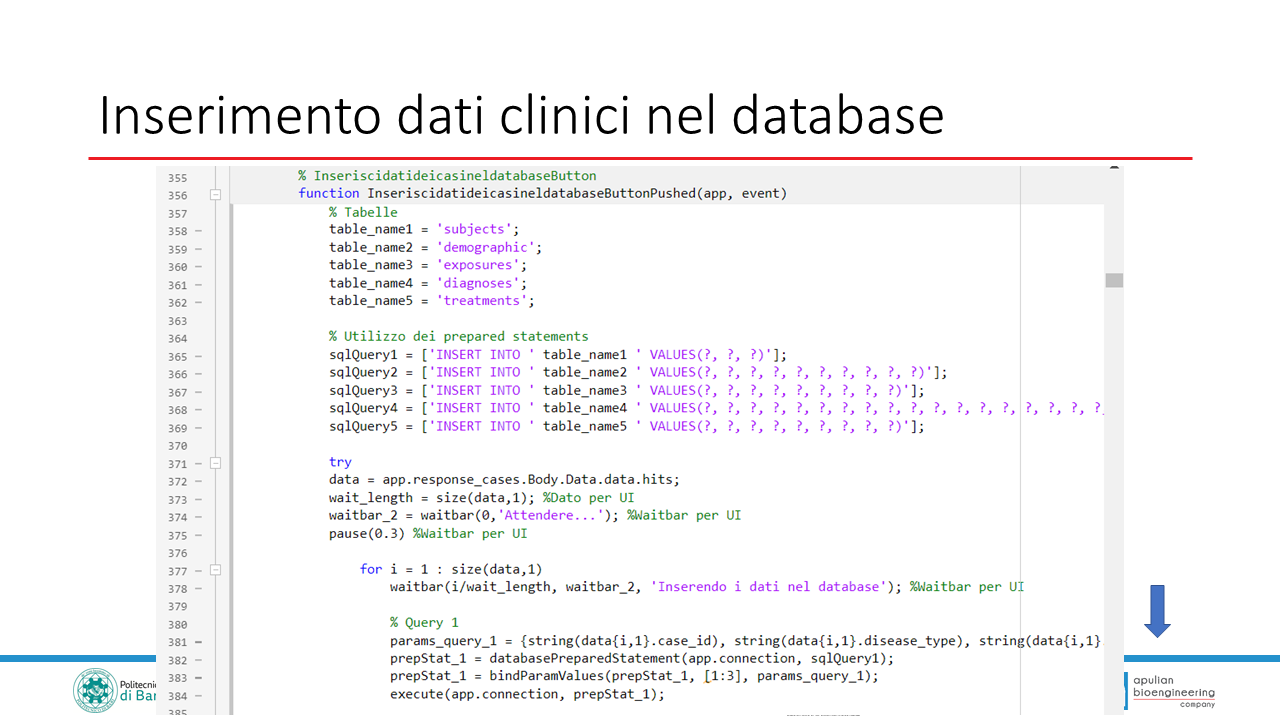 Inserimento dati clinici nel database
355 % InseriscidatideicasineldatabaseButton
356 function InseriscidatideicasineldatabaseButtonPushed(app, event)
357 % Tabelle
358 – table_name1 = 'subjects';
359 – table_name2 = 'demographic';
360 – table_name3 = 'exposures';
361 – table_name4 = 'diagnoses';
362 – table_name5 = 'treatments';
363
364 % Utilizzo dei prepared statements
365 – sqlQuery1 = ['INSERT INTO ' table_name1 ' VALUES(?, ?, ?)'];
366 – sqlQuery2 = ['INSERT INTO ' table_name2 ' VALUES(?, ?, ?, ?, ?, ?, ?, ?, ?, ?)'];
367 – sqlQuery3 = ['INSERT INTO ' table_name3 ' VALUES(?, ?, ?, ?, ?, ?, ?, ?, ?)'];
368 – sqlQuery4 = ['INSERT INTO ' table_name4 ' VALUES(?, ?, ?, ?, ?, ?, ?, ?, ?, ?, ?, ?, ?, ?, ?, ?, ?, ?,
369 – sqlQuery5 = ['INSERT INTO ' table_name5 ' VALUES(?, ?, ?, ?, ?, ?, ?, ?, ?)'];
370
371 – try
372 – data = app.response_cases.Body.Data.data.hits;
373 – wait_length = size(data,1); %Dato per UI
374 – waitbar_2 = waitbar(0,'Attendere...'); %Waitbar per UI
375 – pause(0.3) %Waitbar per UI
376
377 – for i = 1 : size(data,1)
378 – waitbar(i/wait_length, waitbar_2, 'Inserendo i dati nel database'); %Waitbar per UI
379
380 % Query 1
381 – params_query_1 = {string(data{i,1}.case_id), string(data{i,1}.disease_type), string(data{i,1}
382 – prepStat_1 = databasePreparedStatement(app.connection, sqlQuery1);
383 – prepStat_1 = bindParamValues(prepStat_1, [1:3], params_query_1);
384 – execute(app.connection, prepStat_1);
385
Politecnic
di Bar
apulian
bioengineering
company